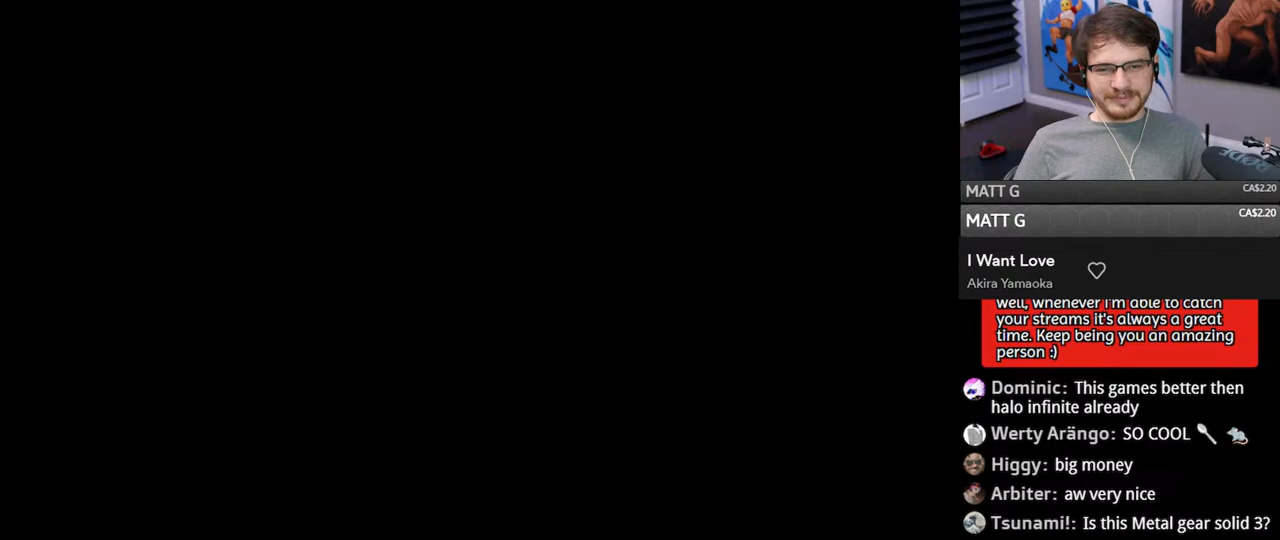 RØDE
MATT G
CA$2.20
MATT G
CA$2.20
I Want Love
Akira Yamaoka
well, whenever I'm able to catch
your streams it's always a great
time. Keep being you an amazing
person :)
Dominic: This games better then
halo infinite already
Werty Arängo: SO COOL 🥄 🐀
Higgy: big money
Arbiter: aw very nice
Tsunami!: Is this Metal gear solid 3?